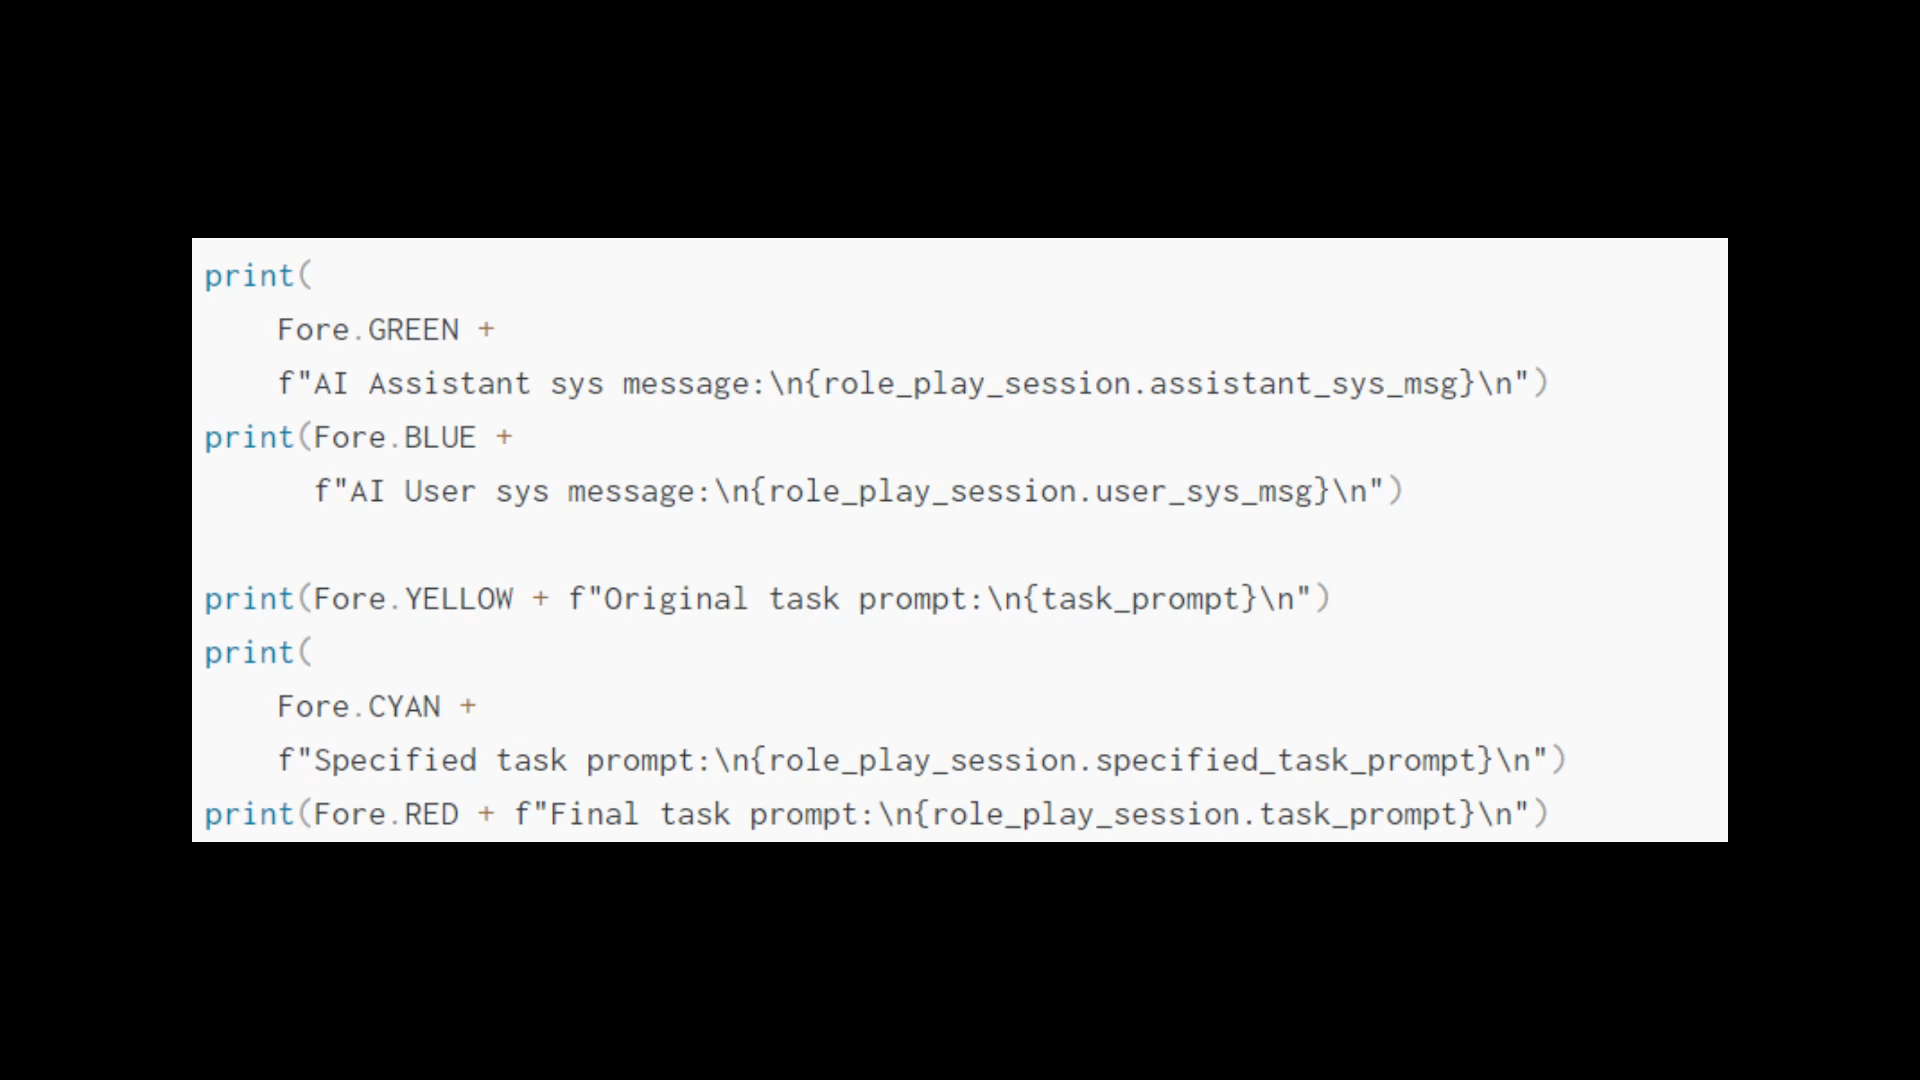 print(
    Fore.GREEN +
    f"AI Assistant sys message:\n{role_play_session.assistant_sys_msg}\n")
print(Fore.BLUE +
      f"AI User sys message:\n{role_play_session.user_sys_msg}\n")

print(Fore.YELLOW + f"Original task prompt:\n{task_prompt}\n")
print(
    Fore.CYAN +
    f"Specified task prompt:\n{role_play_session.specified_task_prompt}\n")
print(Fore.RED + f"Final task prompt:\n{role_play_session.task_prompt}\n")